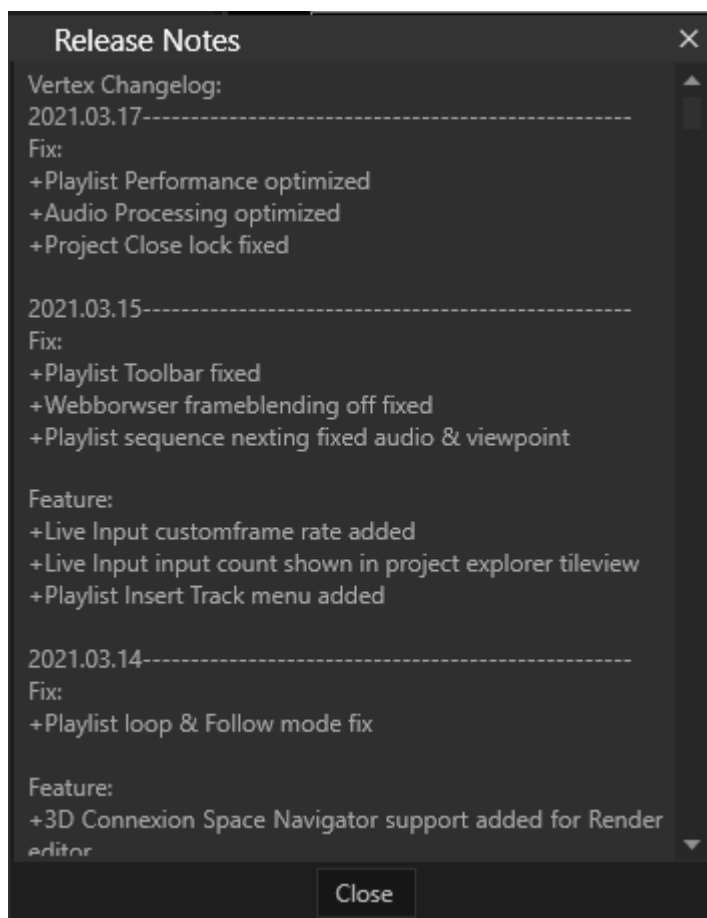 Release Notes
Vertex Changelog:
2021.03.17---------------------------------------------------
Fix:
+Playlist Performance optimized
+Audio Processing optimized
+Project Close lock fixed
2021.03.15---------------------------------------------------
Fix:
+Playlist Toolbar fixed
+Webborwser frameblending off fixed
+Playlist sequence nexting fixed audio & viewpoint
Feature:
+Live Input customframe rate added
+Live Input input count shown in project explorer tileview
+Playlist Insert Track menu added
2021.03.14---------------------------------------------------
Fix:
+Playlist loop & Follow mode fix
Feature:
+3D Connexion Space Navigator support added for Render
editor
Close